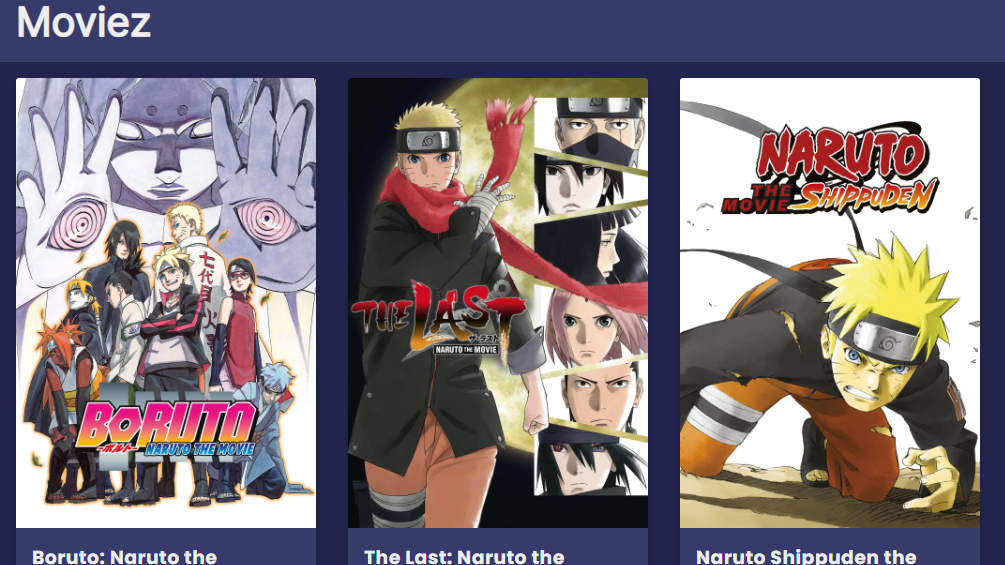 Moviez
七代目火
BORUTO
-ボルト-
NARUTO THE MOVIE
THE LAST
ザ・ラスト
NARUTO THE MOVIE
NARUTO
THE MOVIE SHIPPUDEN
Boruto: Naruto the
The Last: Naruto the
Naruto Shippuden the